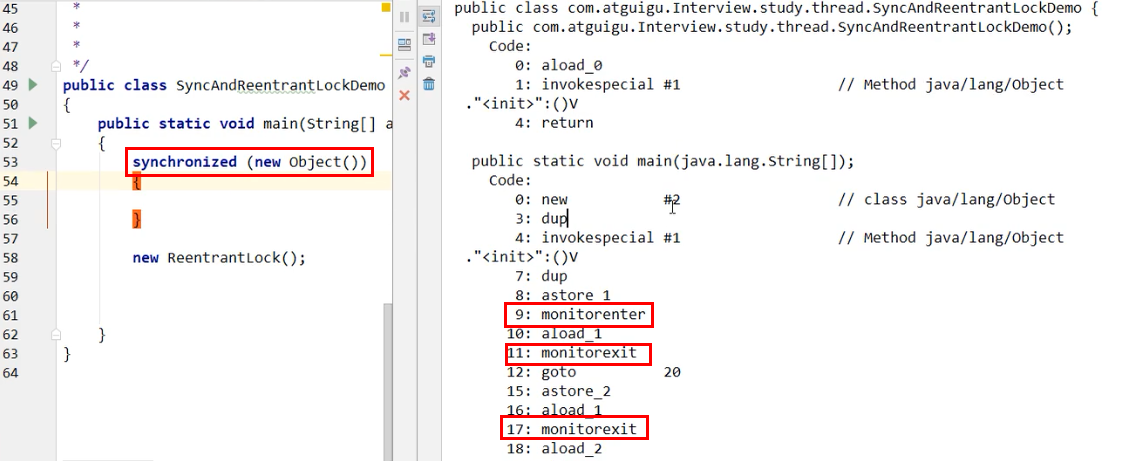 45 *
46 *
47 *
48 */
49 public class SyncAndReentrantLockDemo
50 {
51 public static void main(String[] a
52 {
53 synchronized (new Object())
54 {
55
56 }
57
58 new ReentrantLock();
59
60
61
62 }
63 }
64
public class com.atguigu.Interview.study.thread.SyncAndReentrantLockDemo {
public com.atguigu.Interview.study.thread.SyncAndReentrantLockDemo();
Code:
0: aload_0
1: invokespecial #1 // Method java/lang/Object
."<init>":()V
4: return
public static void main(java.lang.String[]);
Code:
0: new #2 // class java/lang/Object
3: dup
4: invokespecial #1 // Method java/lang/Object
."<init>":()V
7: dup
8: astore_1
9: monitorenter
10: aload_1
11: monitorexit
12: goto 20
15: astore_2
16: aload_1
17: monitorexit
18: aload_2